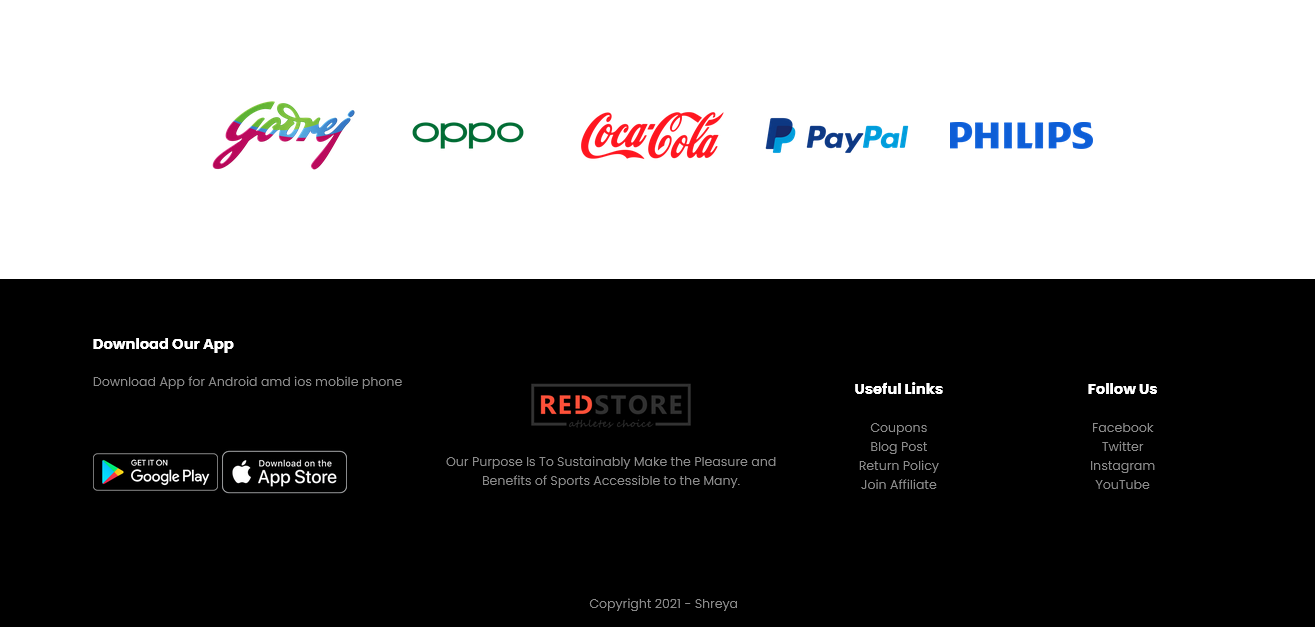 Godrej
oppo
Coca-Cola
PayPal
PHILIPS
Download Our App
Download App for Android amd ios mobile phone
GET IT ON
Google Play
Download on the
App Store
REDSTORE
athletes choice
Our Purpose Is To Sustainably Make the Pleasure and
Benefits of Sports Accessible to the Many.
Useful Links
Coupons
Blog Post
Return Policy
Join Affiliate
Follow Us
Facebook
Twitter
Instagram
YouTube
Copyright 2021 - Shreya